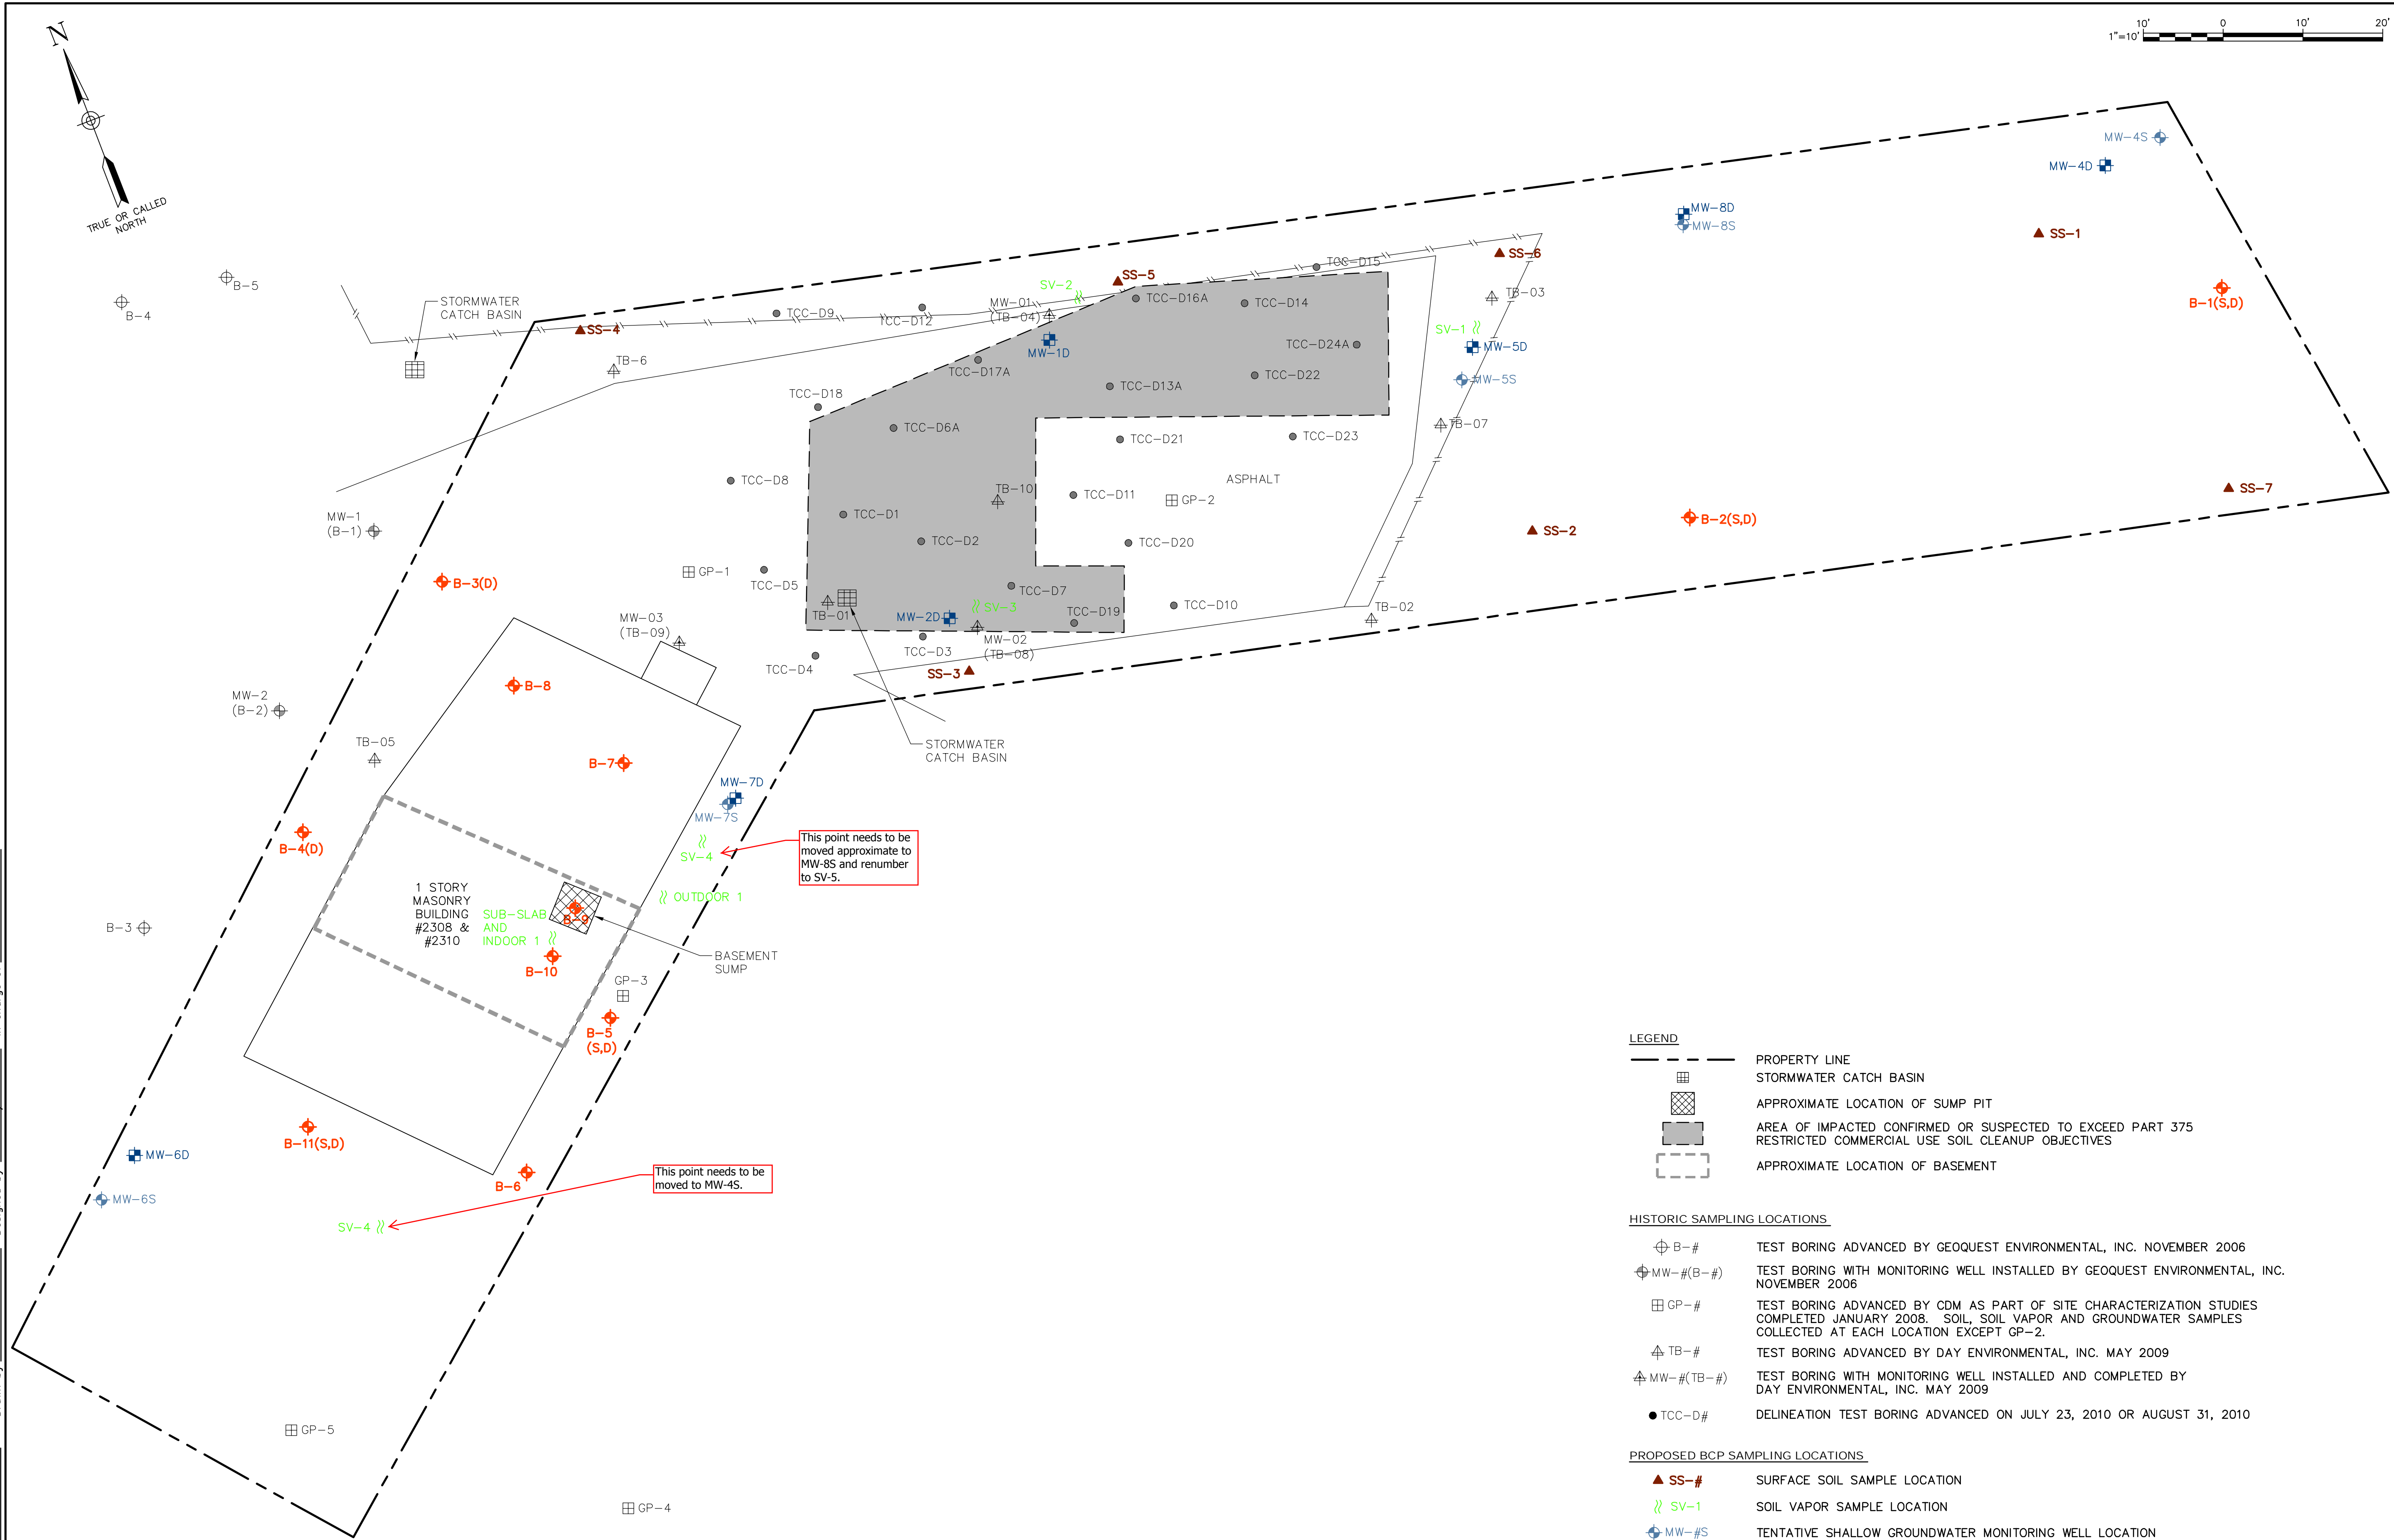 N
TRUE OR CALLED
NORTH
1"=10'
10'
0
10'
20'
B-5
B-4
STORMWATER
CATCH BASIN
SS-4
TB-6
TCC-D9
TCC-D12
MW-01
(TB-04)
SV-2
SS-5
MW-1D
TCC-D16A
TCC-D14
TCC-D15
SS-6
TB-03
SV-1
MW-5D
MW-5S
TB-07
MW-8D
MW-8S
MW-4S
MW-4D
SS-1
B-1(S,D)
SS-7
B-2(S,D)
SS-2
TCC-D24A
TCC-D22
TCC-D13A
TCC-D17A
TCC-D18
TCC-D6A
TCC-D21
TCC-D23
ASPHALT
TCC-D8
TB-10
TCC-D11
GP-2
TCC-D1
TCC-D2
TCC-D20
MW-1
(B-1)
B-3(D)
GP-1
TCC-D5
TCC-D7
TB-01
SV-3
TCC-D19
TCC-D10
TB-02
MW-2D
MW-02
(TB-08)
TCC-D3
TCC-D4
SS-3
MW-03
(TB-09)
B-8
MW-2
(B-2)
TB-05
STORMWATER
CATCH BASIN
B-7
MW-7D
MW-7S
B-4(D)
SV-4
This point needs to be
moved approximate to
MW-8S and renumber
to SV-5.
OUTDOOR 1
1 STORY
MASONRY
BUILDING
#2308 &
#2310
SUB-SLAB
AND
INDOOR 1
B-9
B-10
B-3
BASEMENT
SUMP
GP-3
B-5
(S,D)
B-11(S,D)
MW-6D
MW-6S
B-6
This point needs to be
moved to MW-4S.
SV-4
GP-5
GP-4
LEGEND
PROPERTY LINE
STORMWATER CATCH BASIN
APPROXIMATE LOCATION OF SUMP PIT
AREA OF IMPACTED CONFIRMED OR SUSPECTED TO EXCEED PART 375
RESTRICTED COMMERCIAL USE SOIL CLEANUP OBJECTIVES
APPROXIMATE LOCATION OF BASEMENT
HISTORIC SAMPLING LOCATIONS
B-# TEST BORING ADVANCED BY GEOQUEST ENVIRONMENTAL, INC. NOVEMBER 2006
MW-#(B-#) TEST BORING WITH MONITORING WELL INSTALLED BY GEOQUEST ENVIRONMENTAL, INC.
NOVEMBER 2006
GP-# TEST BORING ADVANCED BY CDM AS PART OF SITE CHARACTERIZATION STUDIES
COMPLETED JANUARY 2008. SOIL, SOIL VAPOR AND GROUNDWATER SAMPLES
COLLECTED AT EACH LOCATION EXCEPT GP-2.
TB-# TEST BORING ADVANCED BY DAY ENVIRONMENTAL, INC. MAY 2009
MW-#(TB-#) TEST BORING WITH MONITORING WELL INSTALLED AND COMPLETED BY
DAY ENVIRONMENTAL, INC. MAY 2009
TCC-D# DELINEATION TEST BORING ADVANCED ON JULY 23, 2010 OR AUGUST 31, 2010
PROPOSED BCP SAMPLING LOCATIONS
SS-# SURFACE SOIL SAMPLE LOCATION
SV-1 SOIL VAPOR SAMPLE LOCATION
MW-#S TENTATIVE SHALLOW GROUNDWATER MONITORING WELL LOCATION